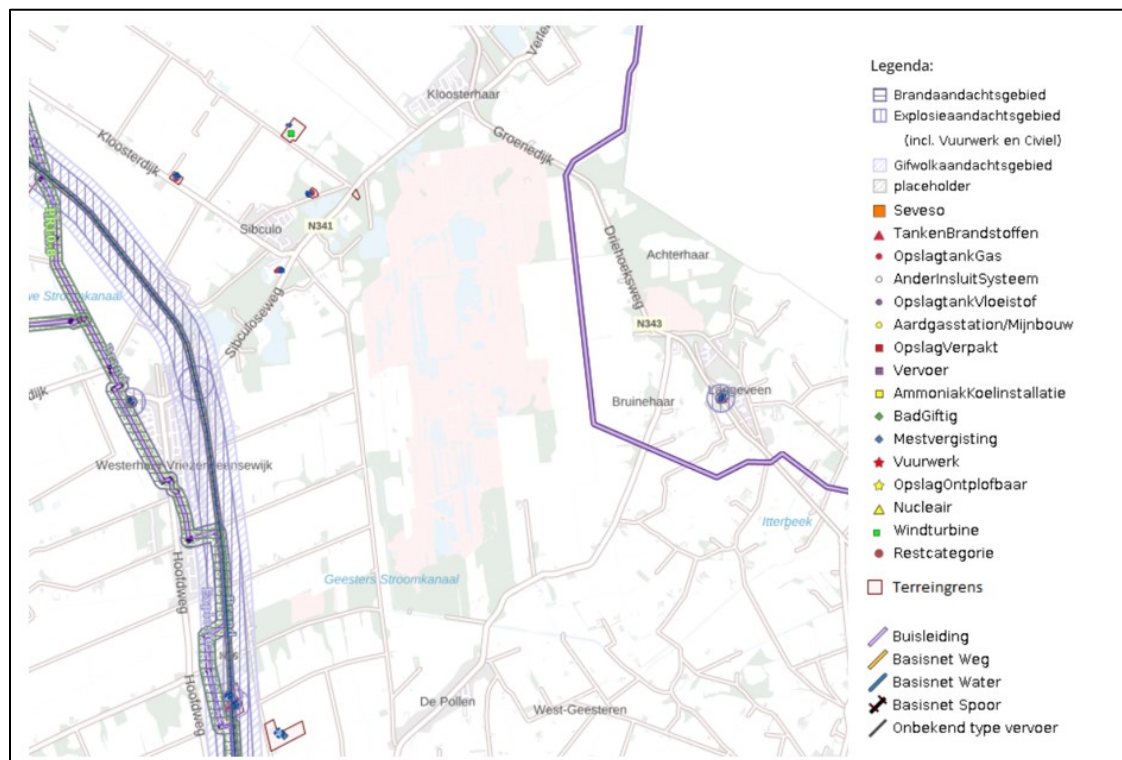 Legenda:
Brandaandachtsgebied
Explosieaandachtsgebied
(incl. Vuurwerk en Civiel)
Gifwolkaandachtsgebied
placeholder
Seveso
TankenBrandstoffen
OpslagtankGas
AnderInsluitSysteem
OpslagtankVloeistof
Aardgasstation/Mijnbouw
OpslagVerpakt
Vervoer
AmmoniakKoelinstallatie
BadGiftig
Mestvergisting
Vuurwerk
OpslagOntplofbaar
Nucleair
Windturbine
Restcategorie
Terreingrens
Buisleiding
Basisnet Weg
Basisnet Water
Basisnet Spoor
Onbekend type vervoer
Kloosterhaar
Groenedijk
Kloosterdijk
Sibculo
N341
Driehoeksweg
Achterhaar
Stroomkanaal
Sibculoseweg
N343
Langeveen
Bruinehaar
Westerhaar-Vriezenveensewijk
Itterbeek
Geesters Stroomkanaal
Hoofdweg
Hoofdweg
De Pollen
West-Geesteren